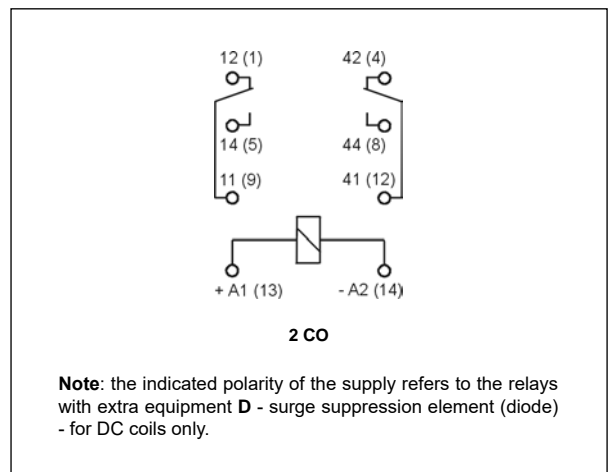 12 (1) 42 (4)
14 (5) 44 (8)
11 (9) 41 (12)
+ A1 (13) - A2 (14)
2 CO
Note: the indicated polarity of the supply refers to the relays
with extra equipment D - surge suppression element (diode)
- for DC coils only.